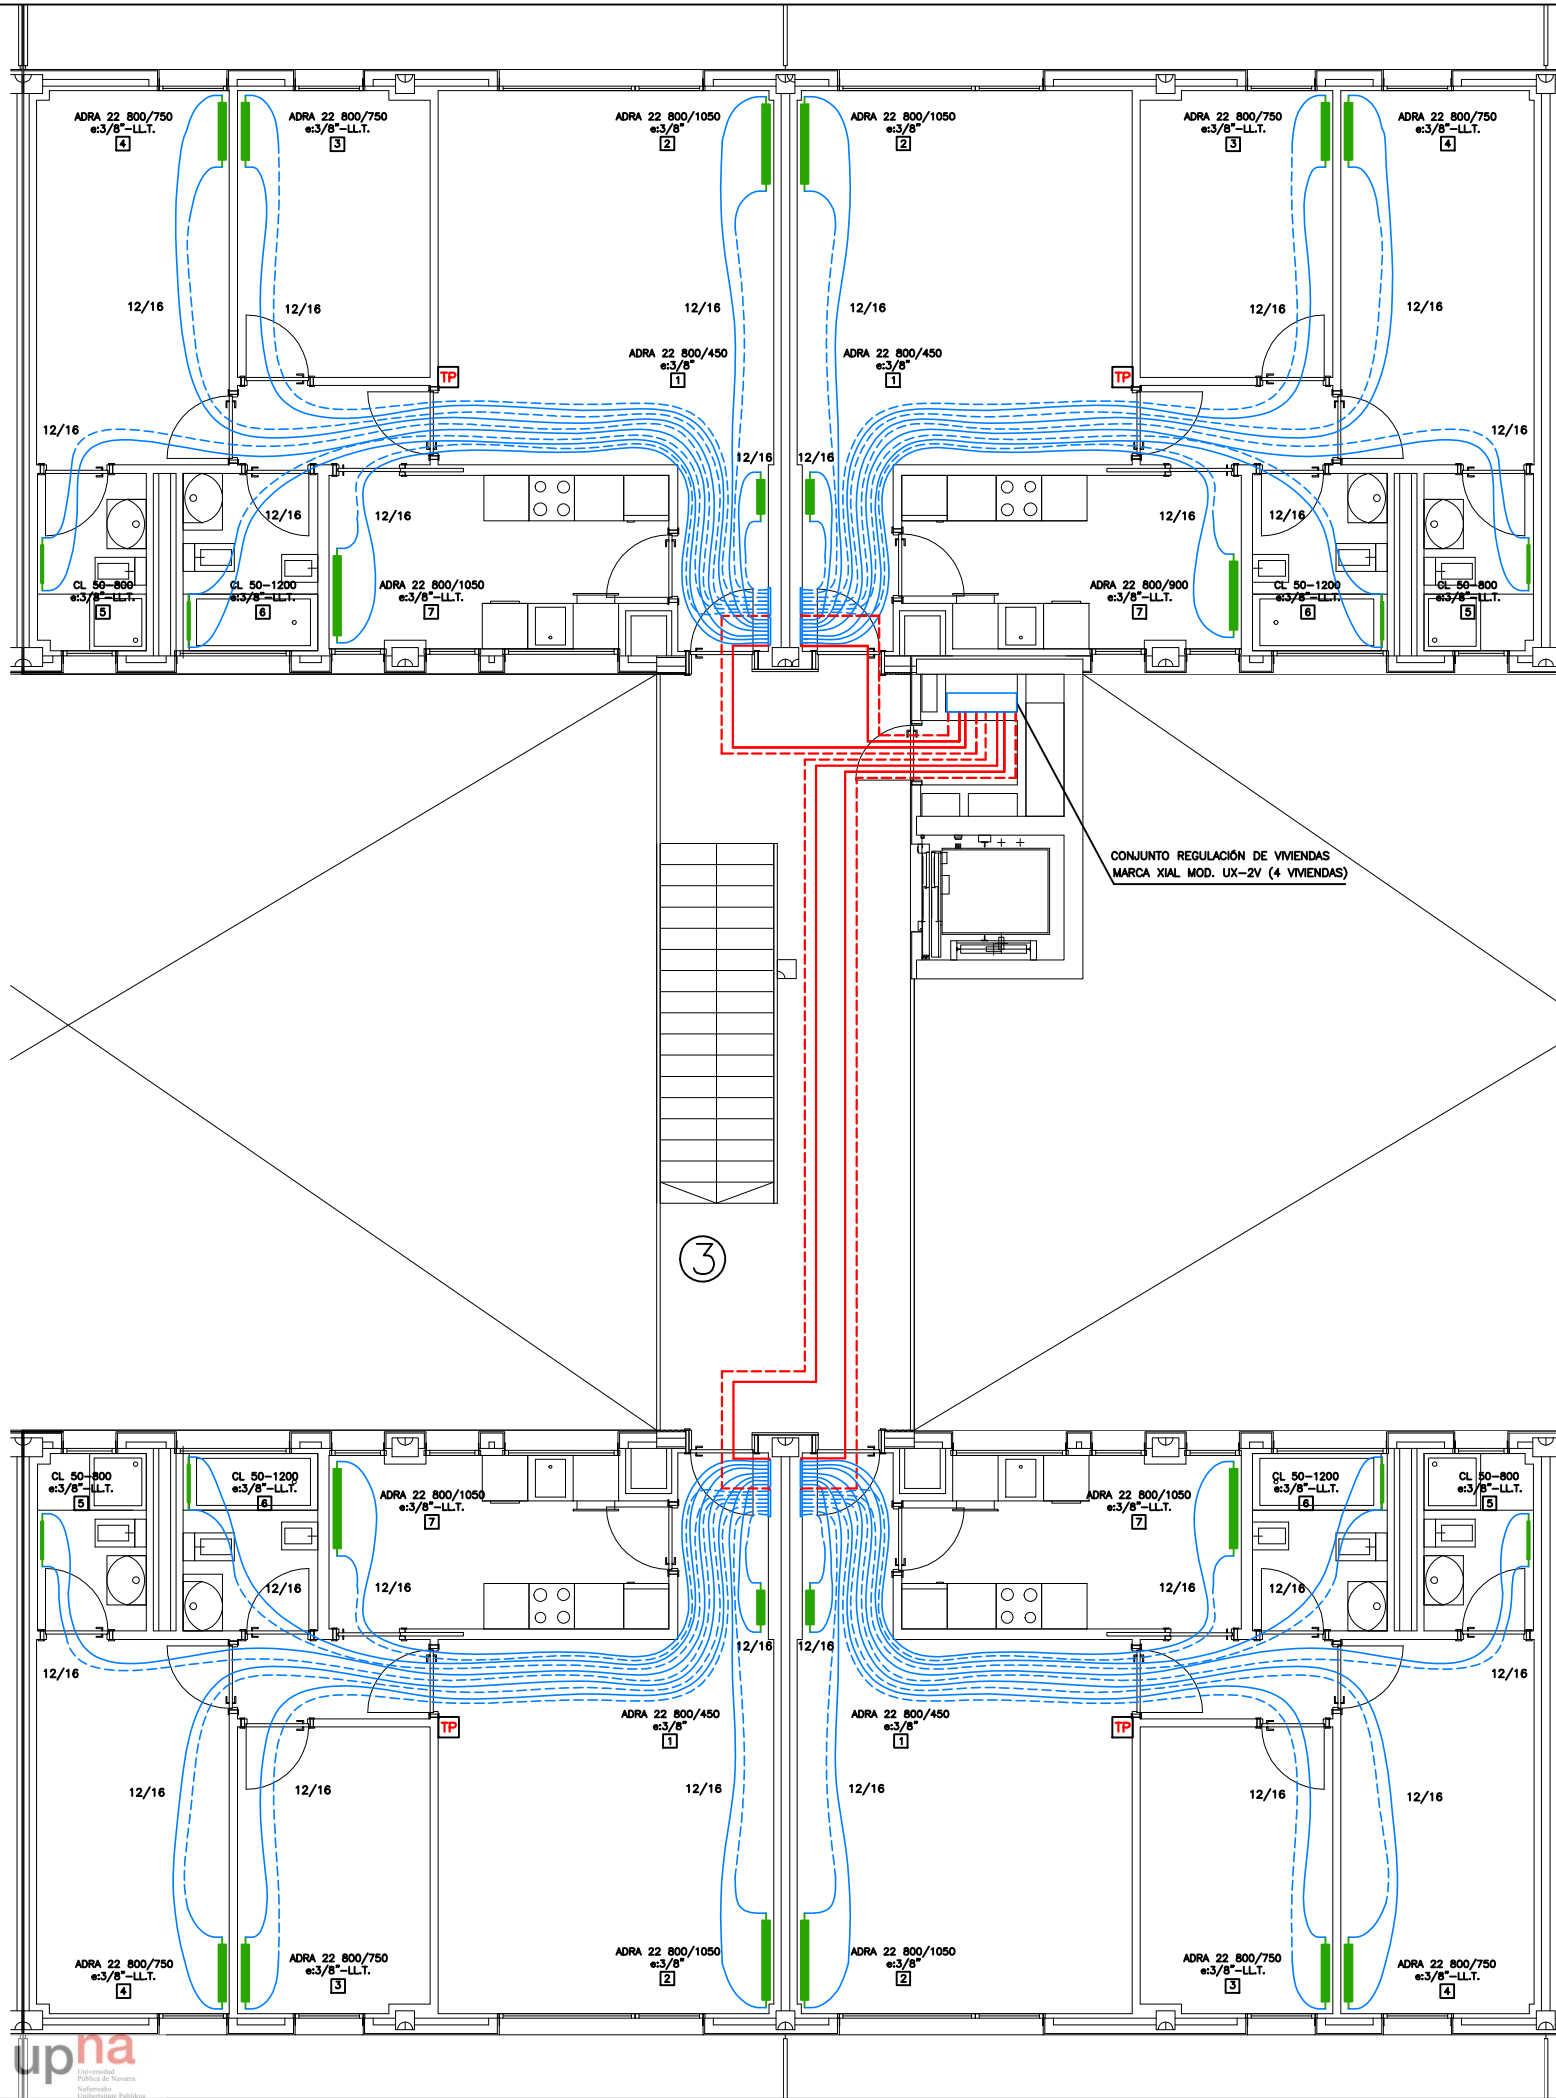 ADRA 22 800/750
e:3/8"-LL.T.
4
ADRA 22 800/750
e:3/8"-LL.T.
3
ADRA 22 800/1050
e:3/8"
2
ADRA 22 800/1050
e:3/8"
2
ADRA 22 800/750
e:3/8"-LL.T.
3
ADRA 22 800/750
e:3/8"-LL.T.
4
12/16
12/16
12/16
12/16
12/16
12/16
ADRA 22 800/450
e:3/8"
1
ADRA 22 800/450
e:3/8"
1
TP
TP
12/16
12/16
12/16
12/16
12/16
12/16
12/16
12/16
CL 50-800
e:3/8"-LL.T.
5
CL 50-1200
e:3/8"-LL.T.
6
ADRA 22 800/1050
e:3/8"-LL.T.
7
ADRA 22 800/900
e:3/8"-LL.T.
7
CL 50-1200
e:3/8"-LL.T.
6
CL 50-800
e:3/8"-LL.T.
5
CONJUNTO REGULACIÓN DE VIVIENDAS
MARCA XIAL MOD. UX-2V (4 VIVIENDAS)
3
CL 50-800
e:3/8"-LL.T.
5
CL 50-1200
e:3/8"-LL.T.
6
ADRA 22 800/1050
e:3/8"-LL.T.
7
ADRA 22 800/1050
e:3/8"-LL.T.
7
CL 50-1200
e:3/8"-LL.T.
6
CL 50-800
e:3/8"-LL.T.
5
12/16
12/16
12/16
12/16
12/16
12/16
12/16
12/16
ADRA 22 800/450
e:3/8"
1
ADRA 22 800/450
e:3/8"
1
TP
TP
12/16
12/16
12/16
12/16
12/16
12/16
ADRA 22 800/750
e:3/8"-LL.T.
4
ADRA 22 800/750
e:3/8"-LL.T.
3
ADRA 22 800/1050
e:3/8"
2
ADRA 22 800/1050
e:3/8"
2
ADRA 22 800/750
e:3/8"-LL.T.
3
ADRA 22 800/750
e:3/8"-LL.T.
4
upna
Universidad
Pública de Navarra
Nafarroako
Unibertsitate Publikoa